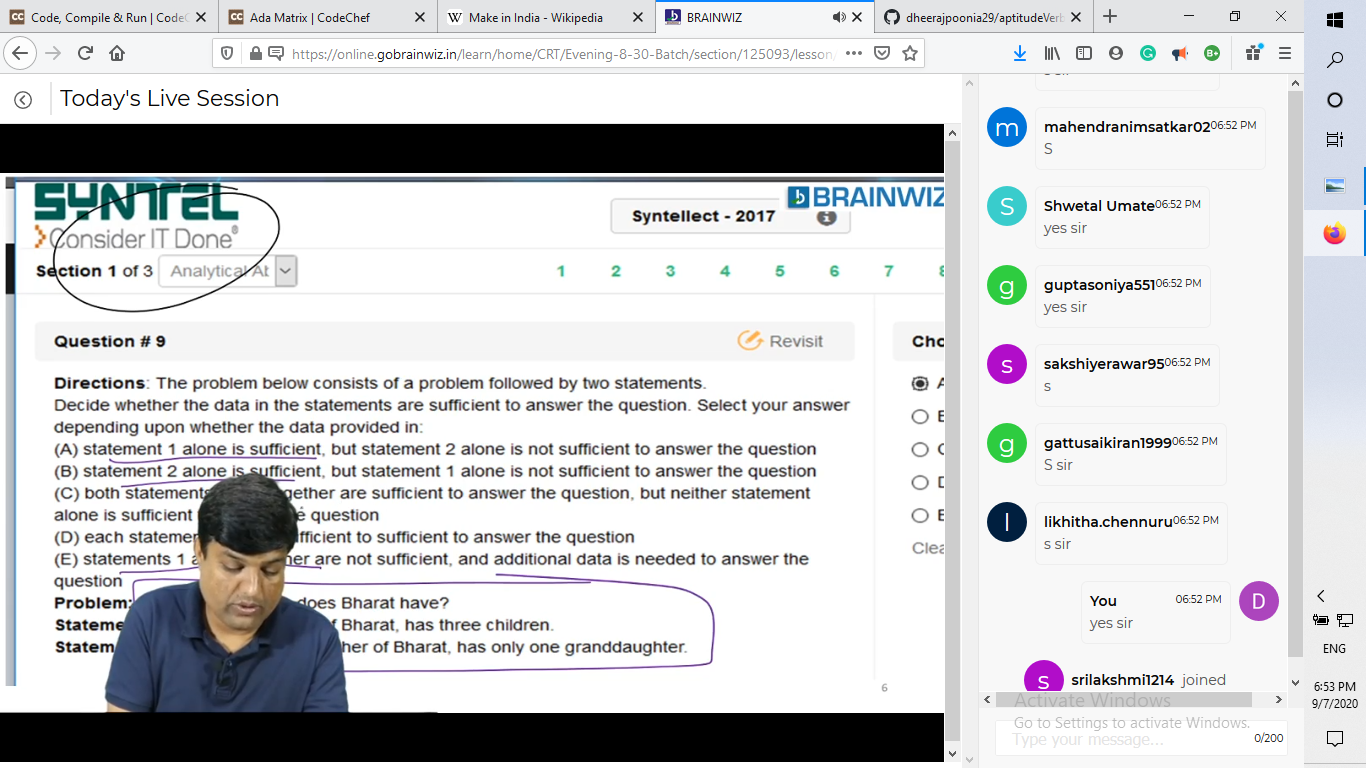 Code, Compile & Run | CodeC
Ada Matrix | CodeChef
Make in India - Wikipedia
BRAINWIZ
dheerajpoonia29/aptitudeVerb
https://online.gobrainwiz.in/learn/home/CRT/Evening-8-30-Batch/section/125093/lesson/
Today's Live Session
SYNTEL
Consider IT Done®
Syntellect - 2017
BRAINWIZ
Section 1 of 3 Analytical At
1 2 3 4 5 6 7 8
Question # 9
Revisit
Cho
Directions: The problem below consists of a problem followed by two statements.
Decide whether the data in the statements are sufficient to answer the question. Select your answer
depending upon whether the data provided in:
(A) statement 1 alone is sufficient, but statement 2 alone is not sufficient to answer the question
(B) statement 2 alone is sufficient, but statement 1 alone is not sufficient to answer the question
(C) both statements gether are sufficient to answer the question, but neither statement
alone is sufficient question
(D) each statem fficient to sufficient to answer the question
(E) statements 1 her are not sufficient, and additional data is needed to answer the
question
Problem: does Bharat have?
Stateme of Bharat, has three children.
Statem her of Bharat, has only one granddaughter.
A
Clea
6
m
mahendranimsatkar02 06:52 PM
S
S
Shwetal Umate 06:52 PM
yes sir
g
guptasoniya551 06:52 PM
yes sir
s
sakshiyerawar95 06:52 PM
s
g
gattusaikiran1999 06:52 PM
S sir
l
likhitha.chennuru 06:52 PM
s sir
You 06:52 PM
D
yes sir
s
srilakshmi1214 joined
Activate Windows
Go to Settings to activate Windows.
Type your message...
0/200
ENG
6:53 PM
9/7/2020